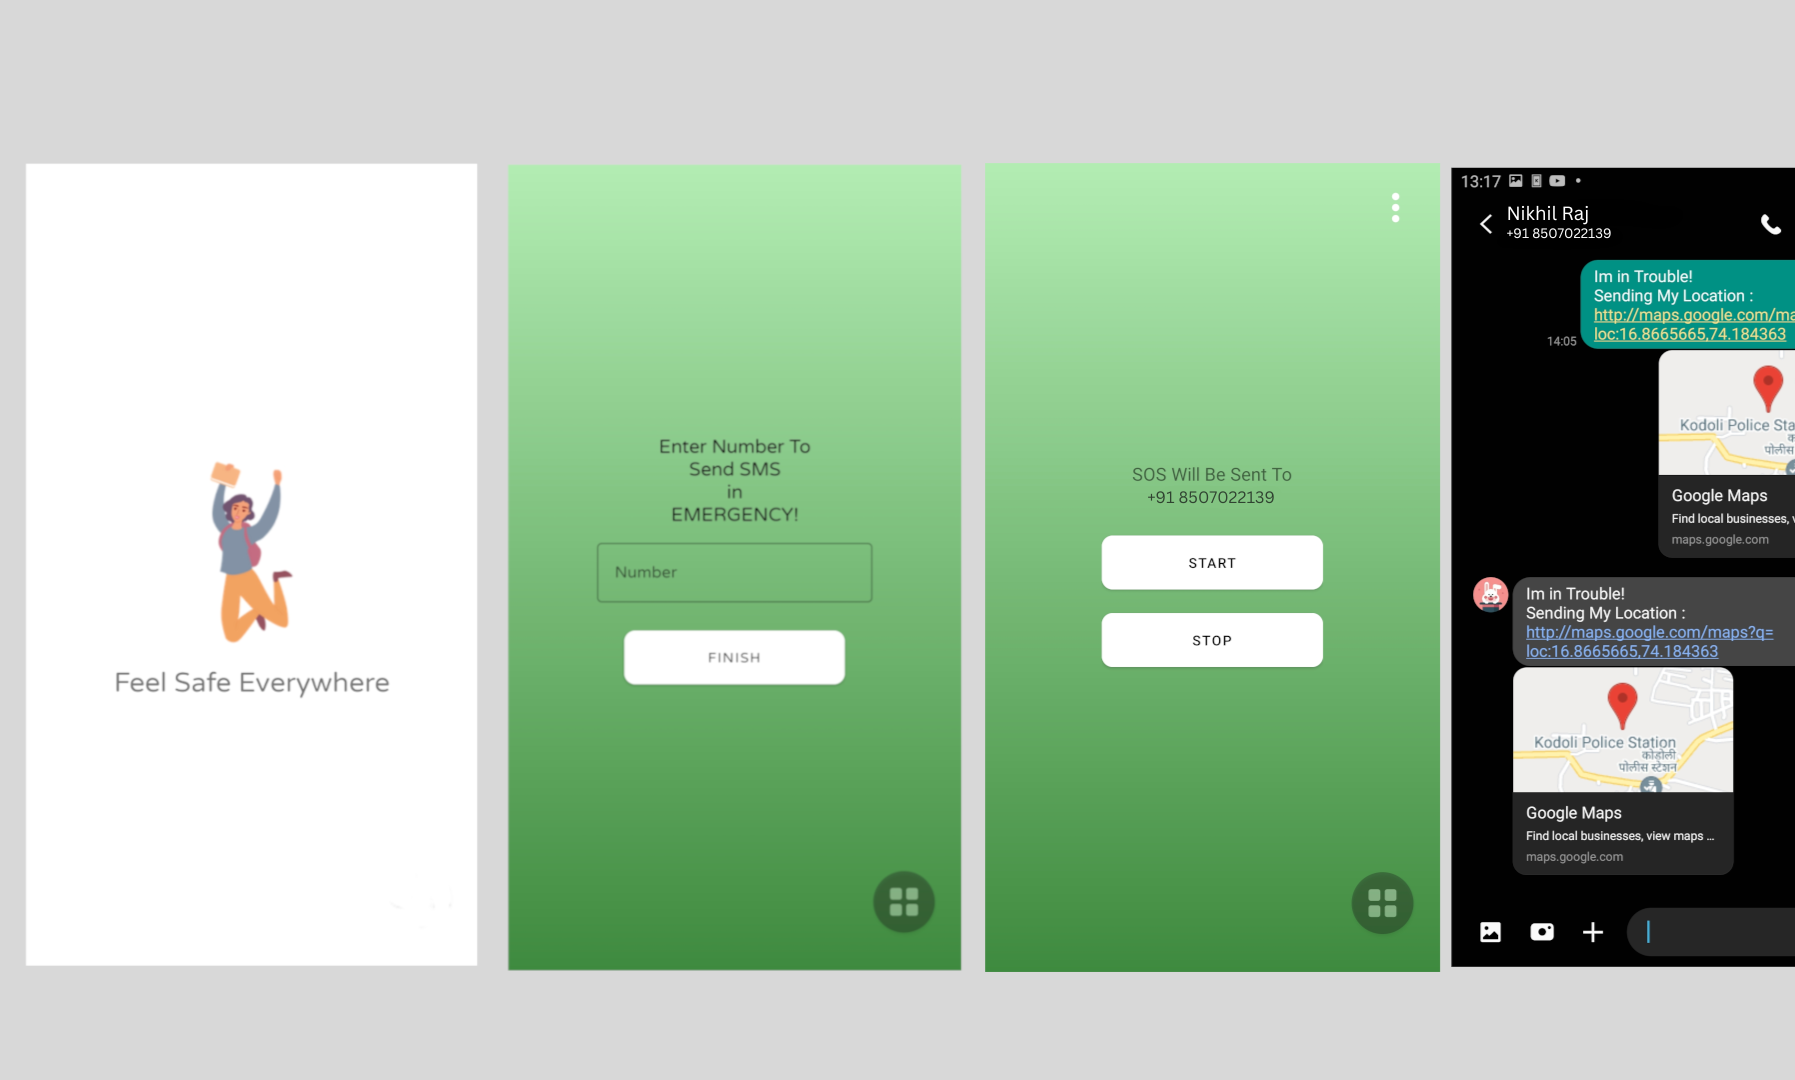 Feel Safe Everywhere
Enter Number To
Send SMS
in
EMERGENCY!
Number
FINISH
SOS Will Be Sent To
+91 8507022139
START
STOP
13:17
Nikhil Raj
+91 8507022139
Im in Trouble!
Sending My Location :
http://maps.google.com/ma
loc:16.8665665,74.184363
14:05
Kodoli Police Sta
पोलीस
Google Maps
Find local businesses, v
maps.google.com
Im in Trouble!
Sending My Location :
http://maps.google.com/maps?q=
loc:16.8665665,74.184363
Kodoli Police Station
कोडोली
पोलीस स्टेशन
Google Maps
Find local businesses, view maps ...
maps.google.com